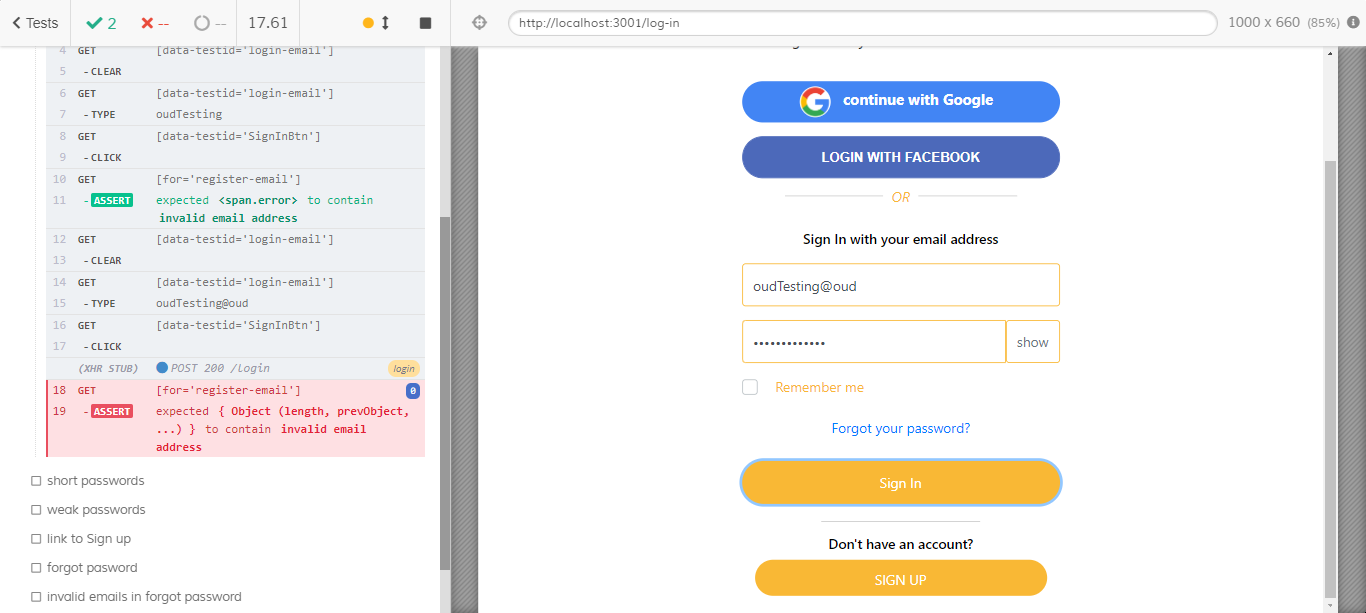 Tests 2 -- -- 17.61
http://localhost:3001/log-in 1000 x 660 (85%)
4 GET [data-testid='login-email']
5 - CLEAR
6 GET [data-testid='login-email']
7 - TYPE oudTesting
8 GET [data-testid='SignInBtn']
9 - CLICK
10 GET [for='register-email']
11 - ASSERT expected <span.error> to contain
invalid email address
12 GET [data-testid='login-email']
13 - CLEAR
14 GET [data-testid='login-email']
15 - TYPE oudTesting@oud
16 GET [data-testid='SignInBtn']
17 - CLICK
(XHR STUB) POST 200 /login login
18 GET [for='register-email'] 0
19 - ASSERT expected { Object (length, prevObject,
...) } to contain invalid email
address
short passwords
weak passwords
link to Sign up
forgot pasword
invalid emails in forgot password
continue with Google
LOGIN WITH FACEBOOK
OR
Sign In with your email address
oudTesting@oud
••••••••••••• show
Remember me
Forgot your password?
Sign In
Don't have an account?
SIGN UP